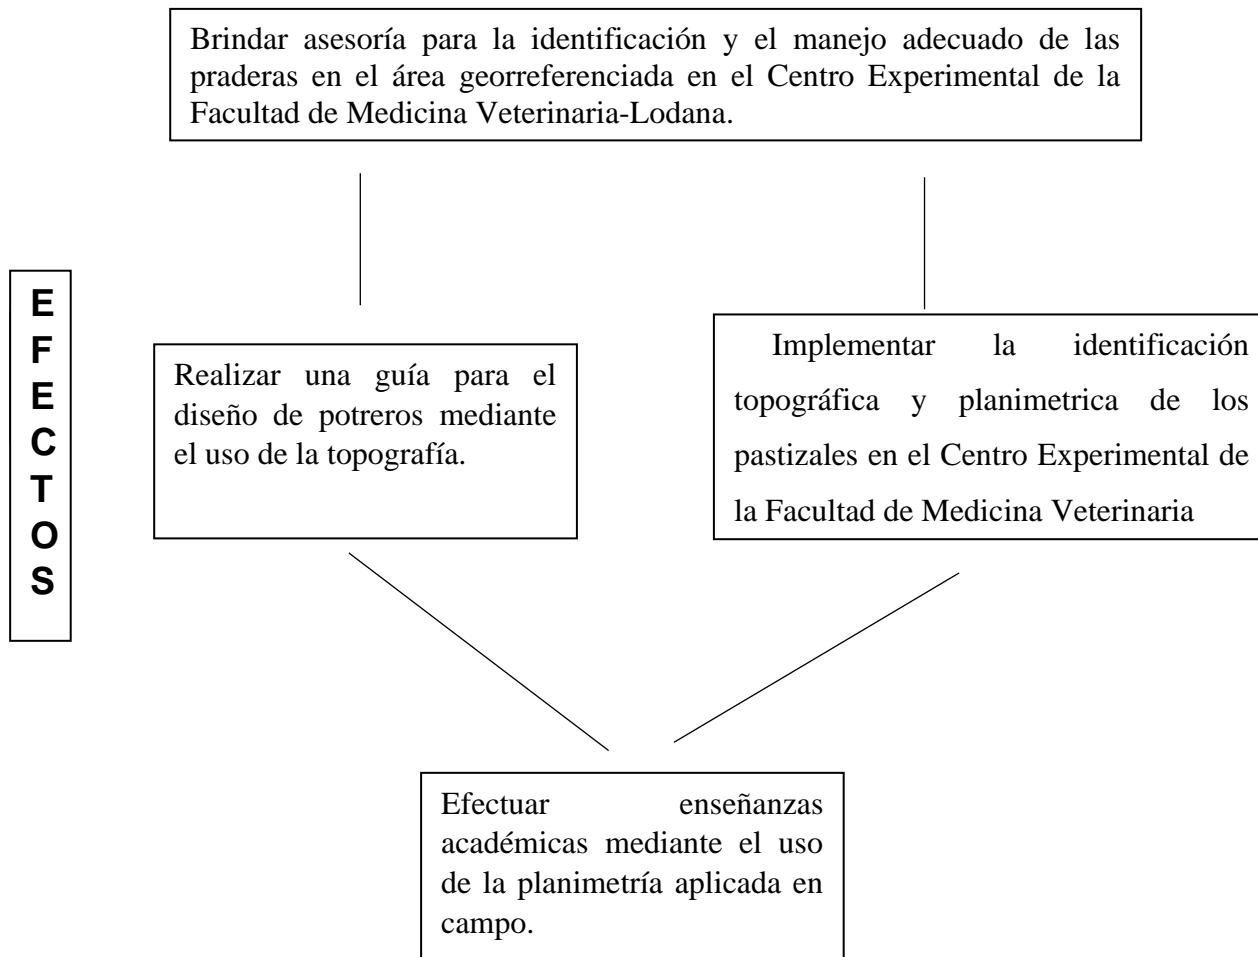 Brindar asesoría para la identificación y el manejo adecuado de las
praderas en el área georreferenciada en el Centro Experimental de la
Facultad de Medicina Veterinaria-Lodana.
E
F
E
C
T
O
S
Realizar una guía para el
diseño de potreros mediante
el uso de la topografía.
Implementar la identificación
topográfica y planimetrica de los
pastizales en el Centro Experimental de
la Facultad de Medicina Veterinaria
Efectuar enseñanzas
académicas mediante el uso
de la planimetría aplicada en
campo.